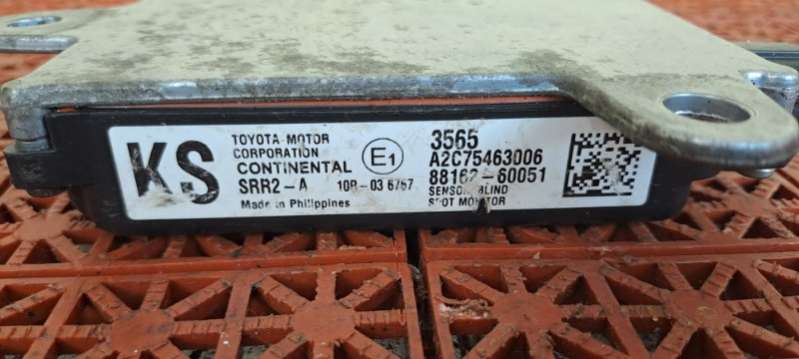 KS
TOYOTA MOTOR
CORPORATION
CONTINENTAL
SRR2-A 10R-03 6757
Made in Philippines
E1
3565
A2C75463006
88162-60051
SENSOR, BLIND
SPOT MONITOR